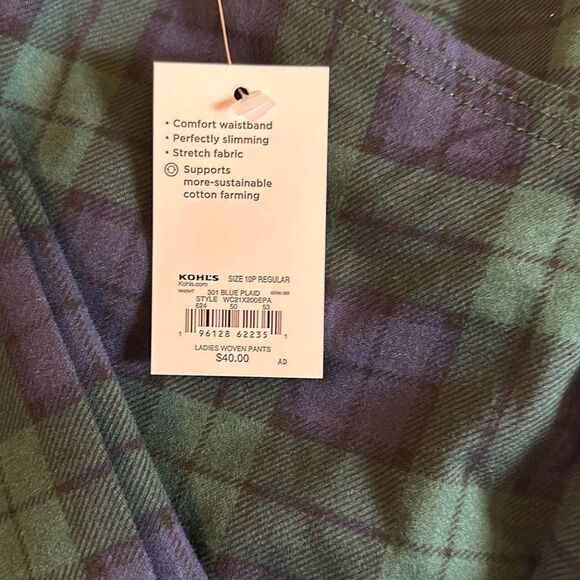 • Comfort waistband
• Perfectly slimming
• Stretch fabric
Supports
more-sustainable
cotton farming
KOHL'S SIZE 10P REGULAR
Kohls.com
301 BLUE PLAID
STYLE WC21X200EPA
624 50 53
1 96128 62235 1
LADIES WOVEN PANTS
$40.00 AD